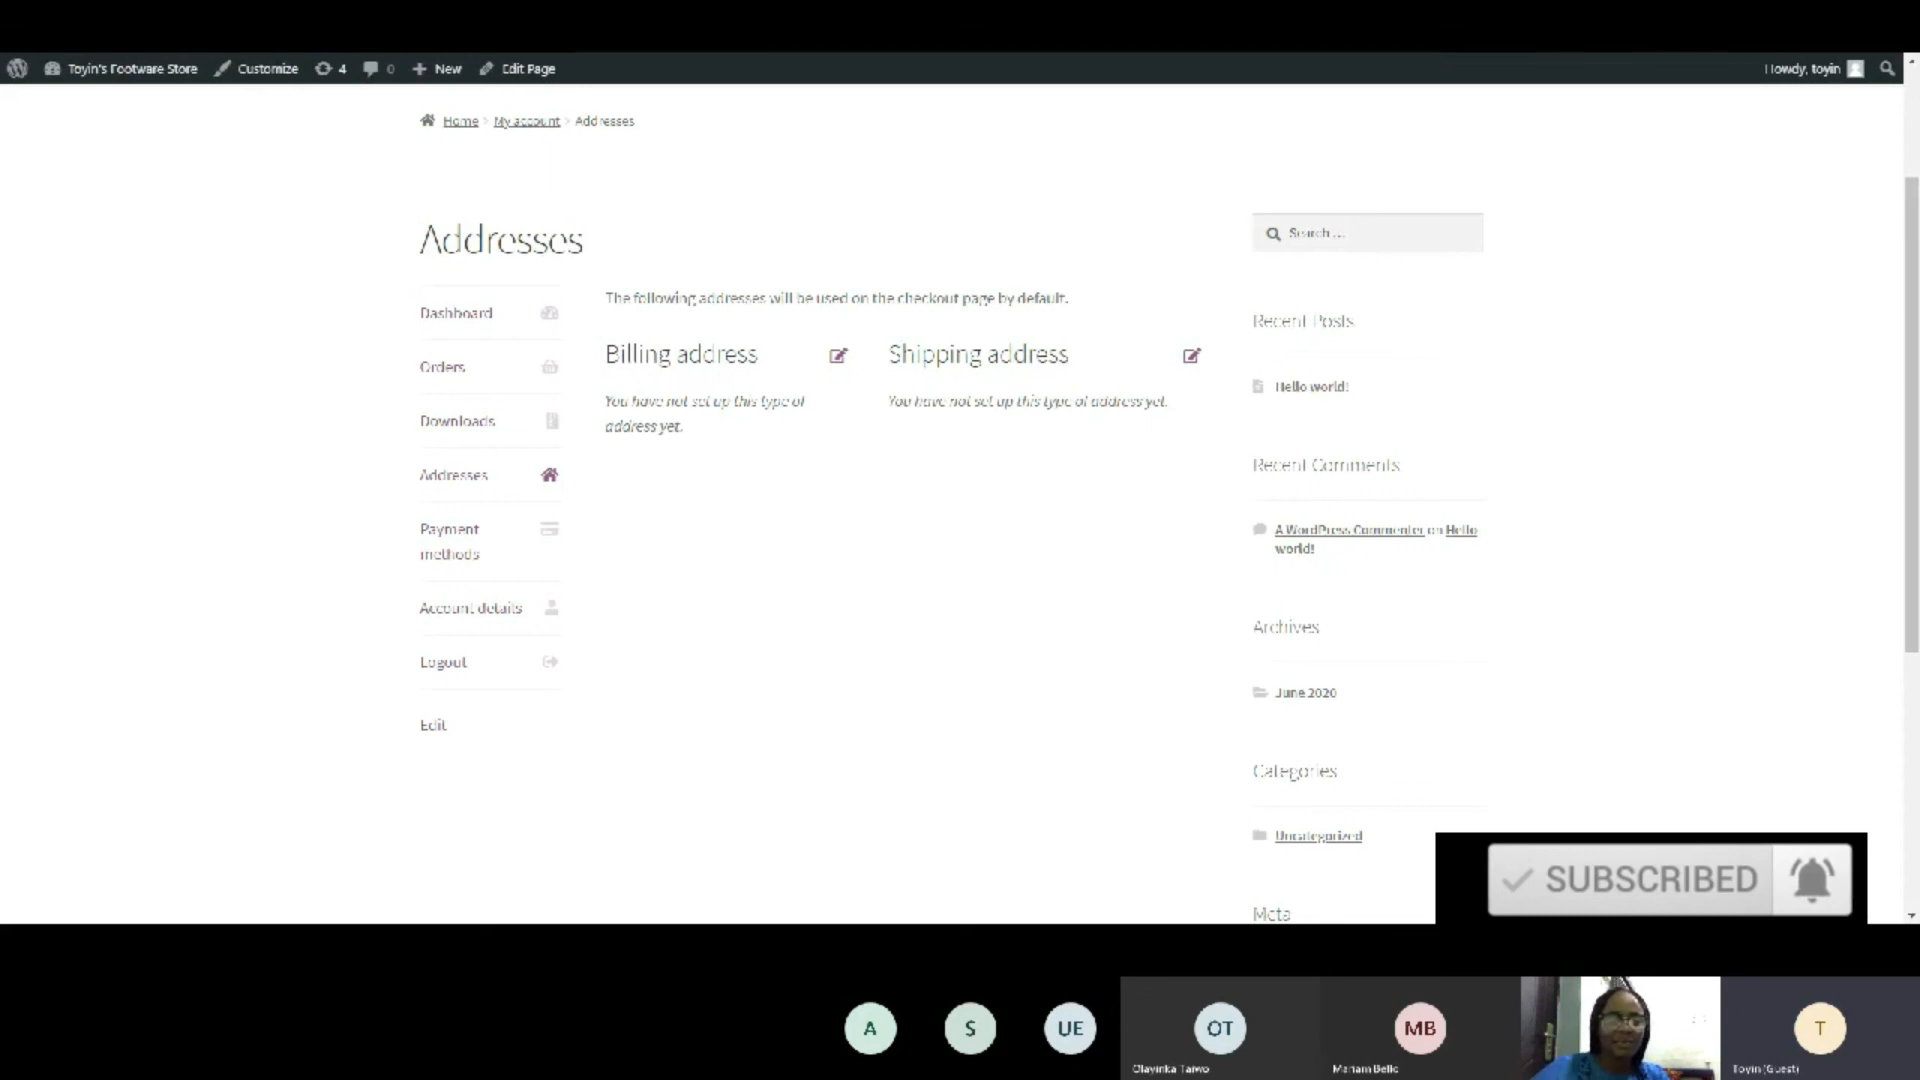 Toyin's Footware Store Customize 4 0 New Edit Page Howdy, toyin
Home My account Addresses
Addresses
Search ...
Dashboard
Orders
Downloads
Addresses
Payment
methods
Account details
Logout
Edit
The following addresses will be used on the checkout page by default.
Billing address
You have not set up this type of
address yet.
Shipping address
You have not set up this type of address yet.
Recent Posts
Hello world!
Recent Comments
A WordPress Commenter on Hello
world!
Archives
June 2020
Categories
Uncategorized
Meta
SUBSCRIBED
A
S
UE
OT
Olayinka Taiwo
MB
Mariam Bello
T
Toyin (Guest)